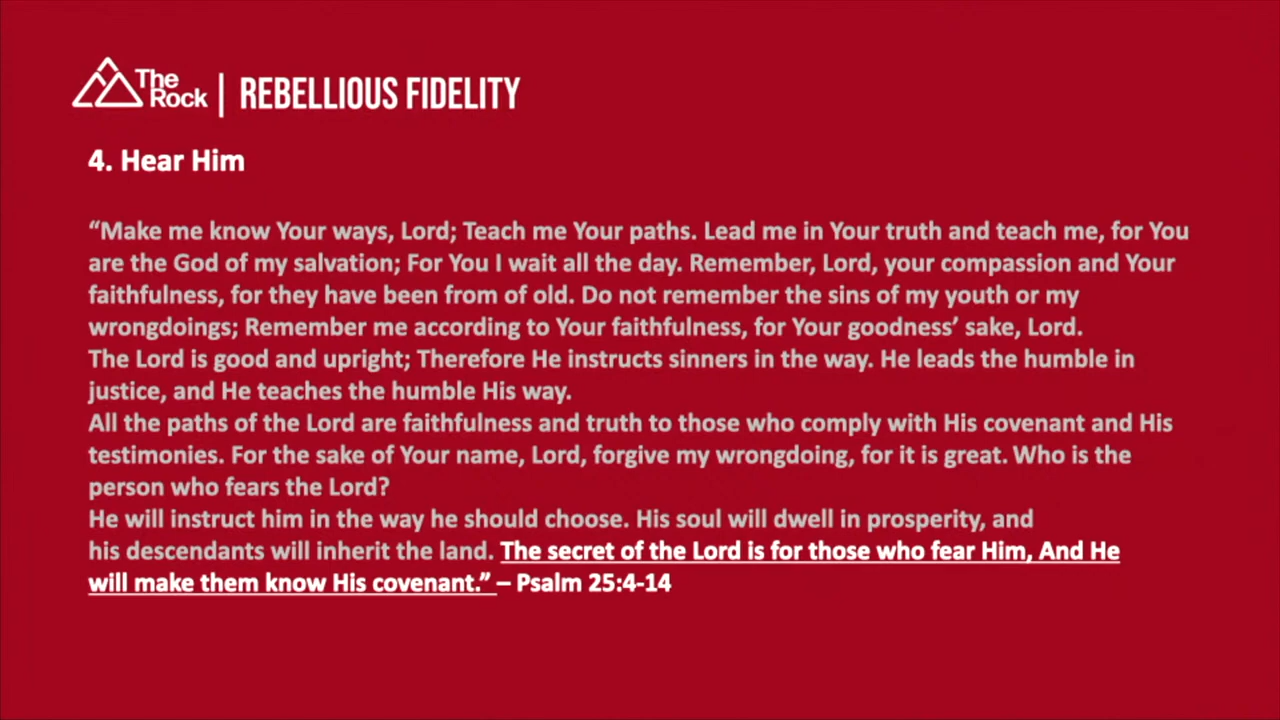 The
Rock | REBELLIOUS FIDELITY
4. Hear Him
“Make me know Your ways, Lord; Teach me Your paths. Lead me in Your truth and teach me, for You
are the God of my salvation; For You I wait all the day. Remember, Lord, your compassion and Your
faithfulness, for they have been from of old. Do not remember the sins of my youth or my
wrongdoings; Remember me according to Your faithfulness, for Your goodness’ sake, Lord.
The Lord is good and upright; Therefore He instructs sinners in the way. He leads the humble in
justice, and He teaches the humble His way.
All the paths of the Lord are faithfulness and truth to those who comply with His covenant and His
testimonies. For the sake of Your name, Lord, forgive my wrongdoing, for it is great. Who is the
person who fears the Lord?
He will instruct him in the way he should choose. His soul will dwell in prosperity, and
his descendants will inherit the land. The secret of the Lord is for those who fear Him, And He
will make them know His covenant.” – Psalm 25:4-14